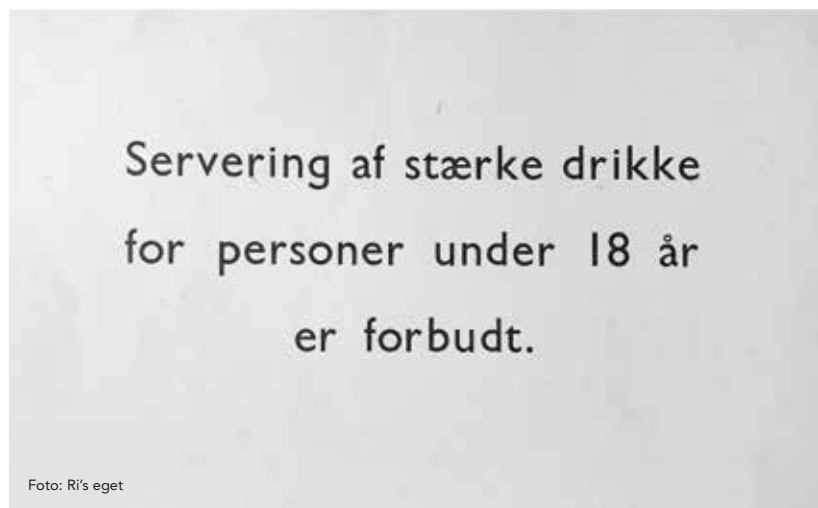 Servering af stærke drikke
for personer under 18 år
er forbudt.
Foto: Ri's eget